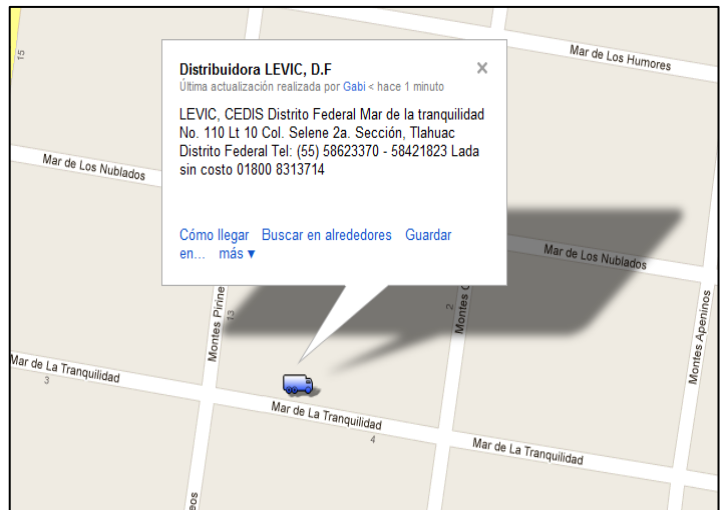 15
Mar de Los Humores
Distribuidora LEVIC, D.F
Última actualización realizada por Gabi < hace 1 minuto
LEVIC, CEDIS Distrito Federal Mar de la tranquilidad
No. 110 Lt 10 Col. Selene 2a. Sección, Tlahuac
Distrito Federal Tel: (55) 58623370 - 58421823 Lada
sin costo 01800 8313714
Cómo llegar Buscar en alrededores Guardar
en... más ▾
Mar de Los Nublados
Mar de Los Nublados
Montes Pirine
13
Montes
2
Montes Apeninos
Mar de La Tranquilidad
3
Mar de La Tranquilidad
4
Mar de La Tranquilidad
eos